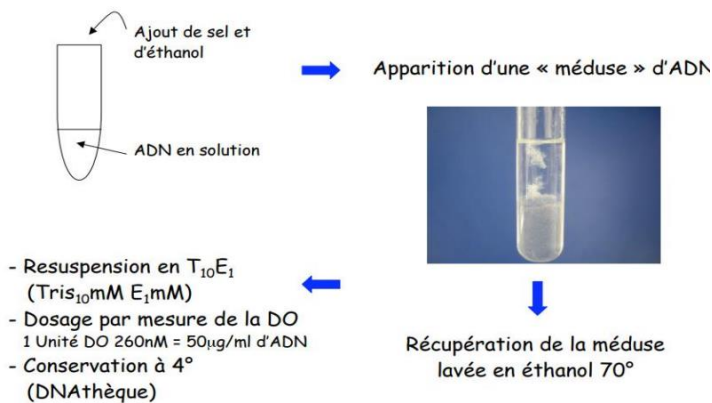 Ajout de sel et
d'éthanol
ADN en solution
Apparition d'une « méduse » d'ADN
Récupération de la méduse
lavée en éthanol 70°
- Resuspension en T₁₀E₁
(Tris₁₀mM E₁mM)
- Dosage par mesure de la DO
1 Unité DO 260nM = 50μg/ml d'ADN
- Conservation à 4°
(DNAthèque)